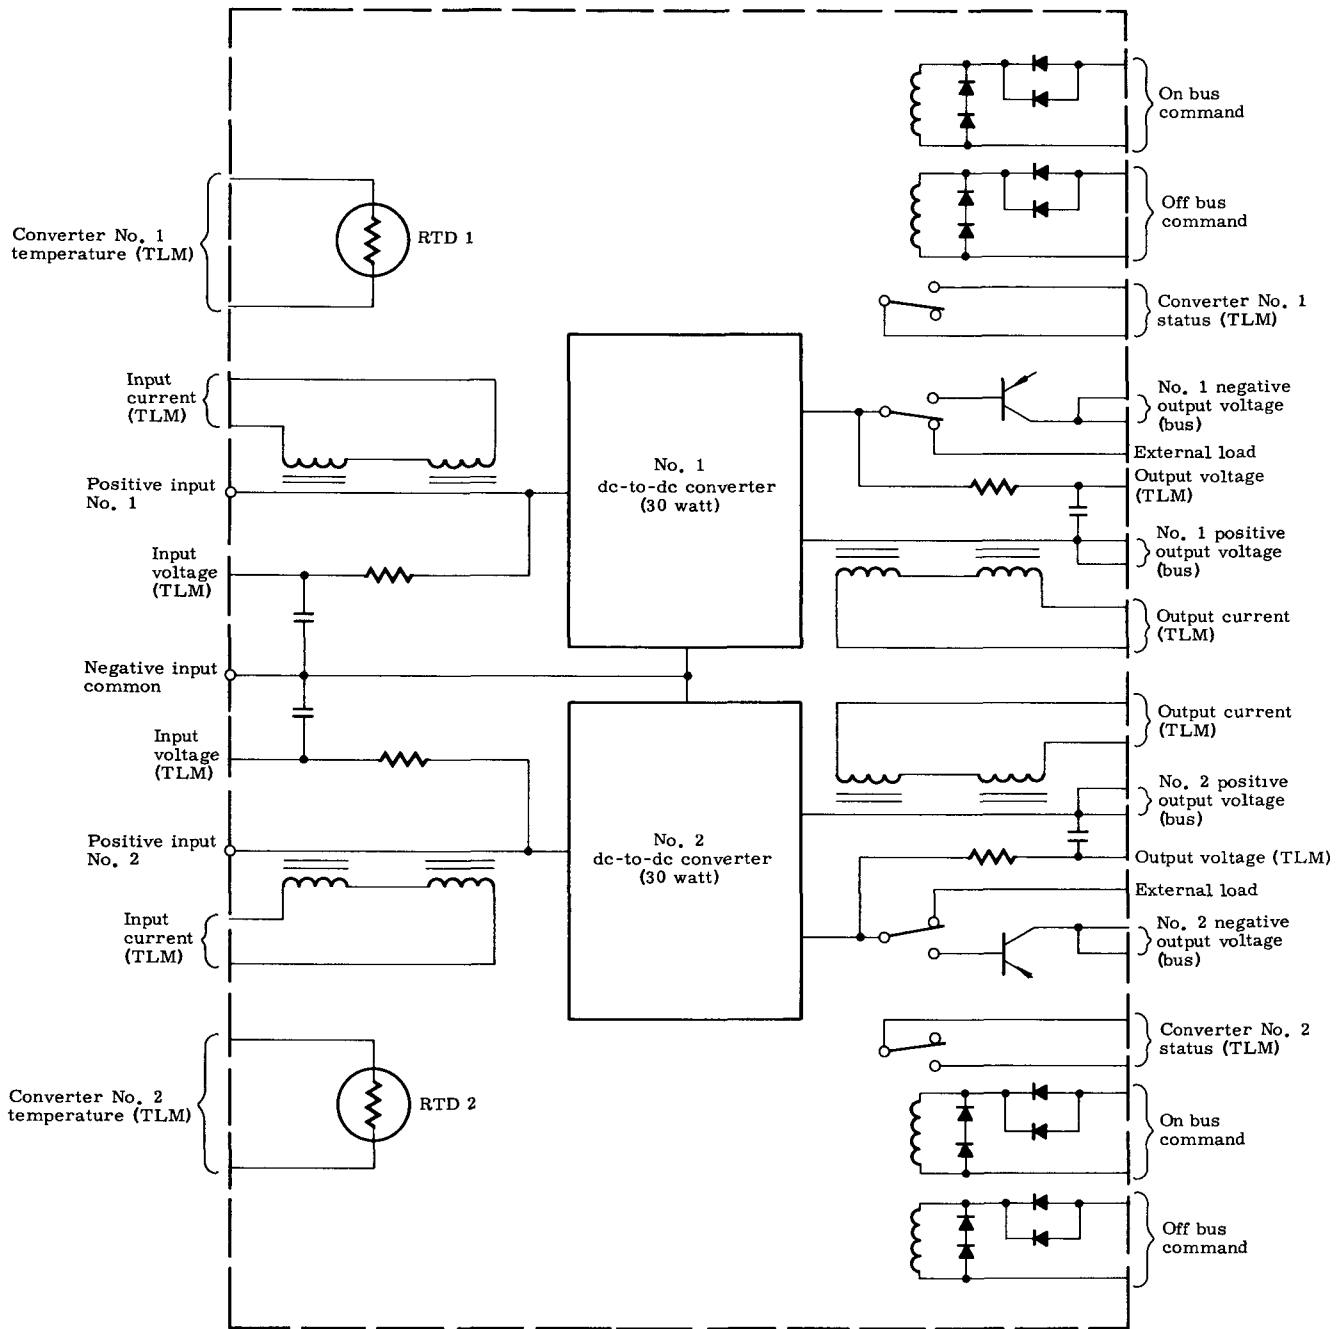 On bus
command
Off bus
command
Converter No. 1
temperature (TLM)
RTD 1
Converter No. 1
status (TLM)
Input
current
(TLM)
No. 1 negative
output voltage
(bus)
External load
Positive input
No. 1
No. 1
dc-to-dc converter
(30 watt)
Output voltage
(TLM)
Input
voltage
(TLM)
No. 1 positive
output voltage
(bus)
Output current
(TLM)
Negative input
common
Output current
(TLM)
Input
voltage
(TLM)
No. 2 positive
output voltage
(bus)
Positive input
No. 2
No. 2
dc-to-dc converter
(30 watt)
Output voltage (TLM)
External load
Input
current
(TLM)
No. 2 negative
output voltage
(bus)
Converter No. 2
status (TLM)
Converter No. 2
temperature (TLM)
RTD 2
On bus
command
Off bus
command